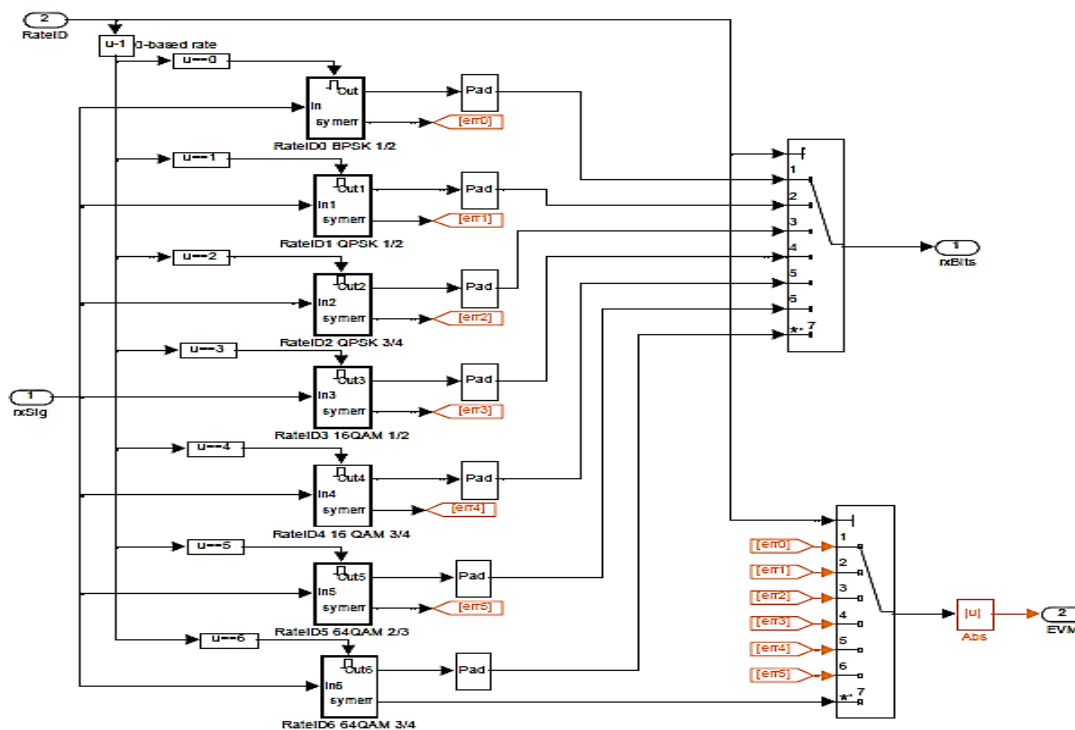 2
RateID
u-1 0-based rate
u==0
Out
In
symerr
RateID0 BPSK 1/2
Pad
[err0]
u==1
Out1
In1
symerr
RateID1 QPSK 1/2
Pad
[err1]
u==2
Out2
In2
symerr
RateID2 QPSK 3/4
Pad
[err2]
u==3
Out3
In3
symerr
RateID3 16QAM 1/2
Pad
[err3]
1
rxSig
u==4
Out4
In4
symerr
RateID4 16 QAM 3/4
Pad
[err4]
u==5
Out5
In5
symerr
RateID5 64QAM 2/3
Pad
[err5]
u==6
Out6
In6
symerr
RateID6 64QAM 3/4
Pad
1
2
3
4
5
6
*, 7
1
rxBits
[err0]
[err1]
[err2]
[err3]
[err4]
[err5]
1
2
3
4
5
6
*, 7
|u|
Abs
2
EVM